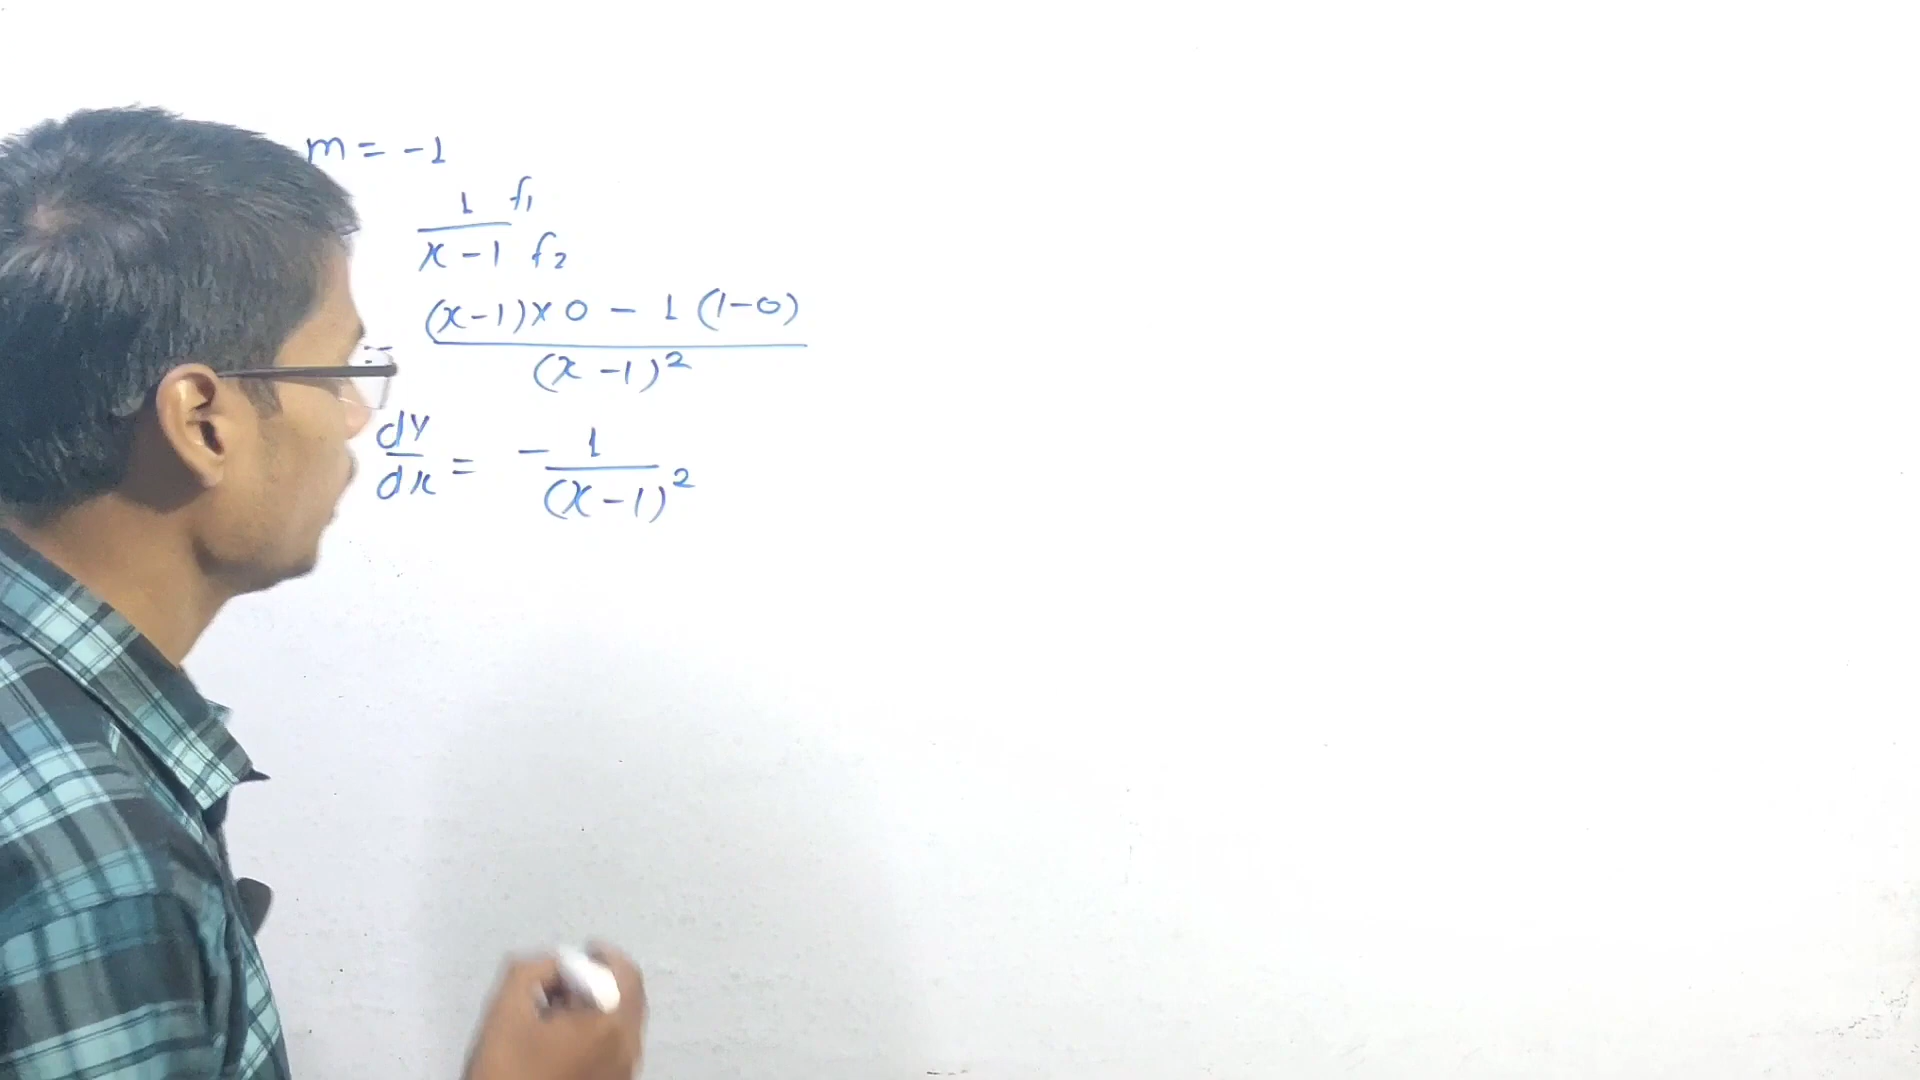 m = -1
1 f1
x-1 f2
(x-1)x 0 - 1 (1-0)
(x-1)²
dy
dx = - 1
(x-1)²